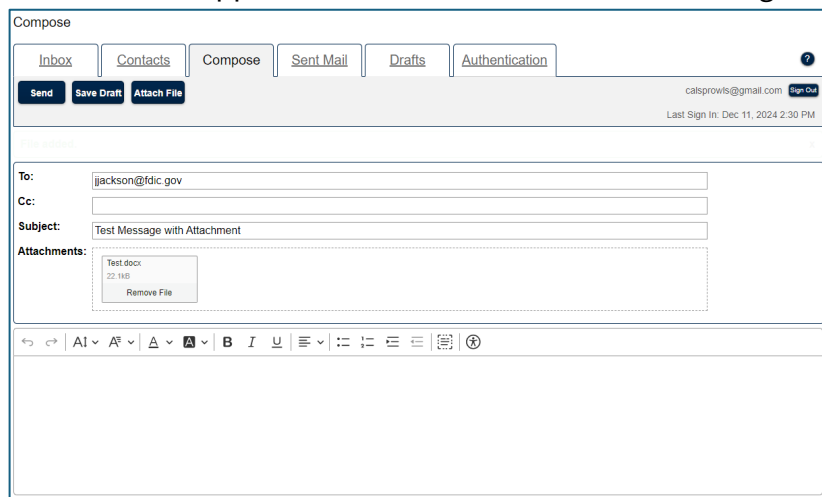 Compose
Inbox Contacts Compose Sent Mail Drafts Authentication ?
Send Save Draft Attach File calsprowls@gmail.com Sign Out
Last Sign In: Dec 11, 2024 2:30 PM
To: jjackson@fdic.gov
Cc:
Subject: Test Message with Attachment
Attachments:
Test.docx
22.1kB
Remove File
B I U